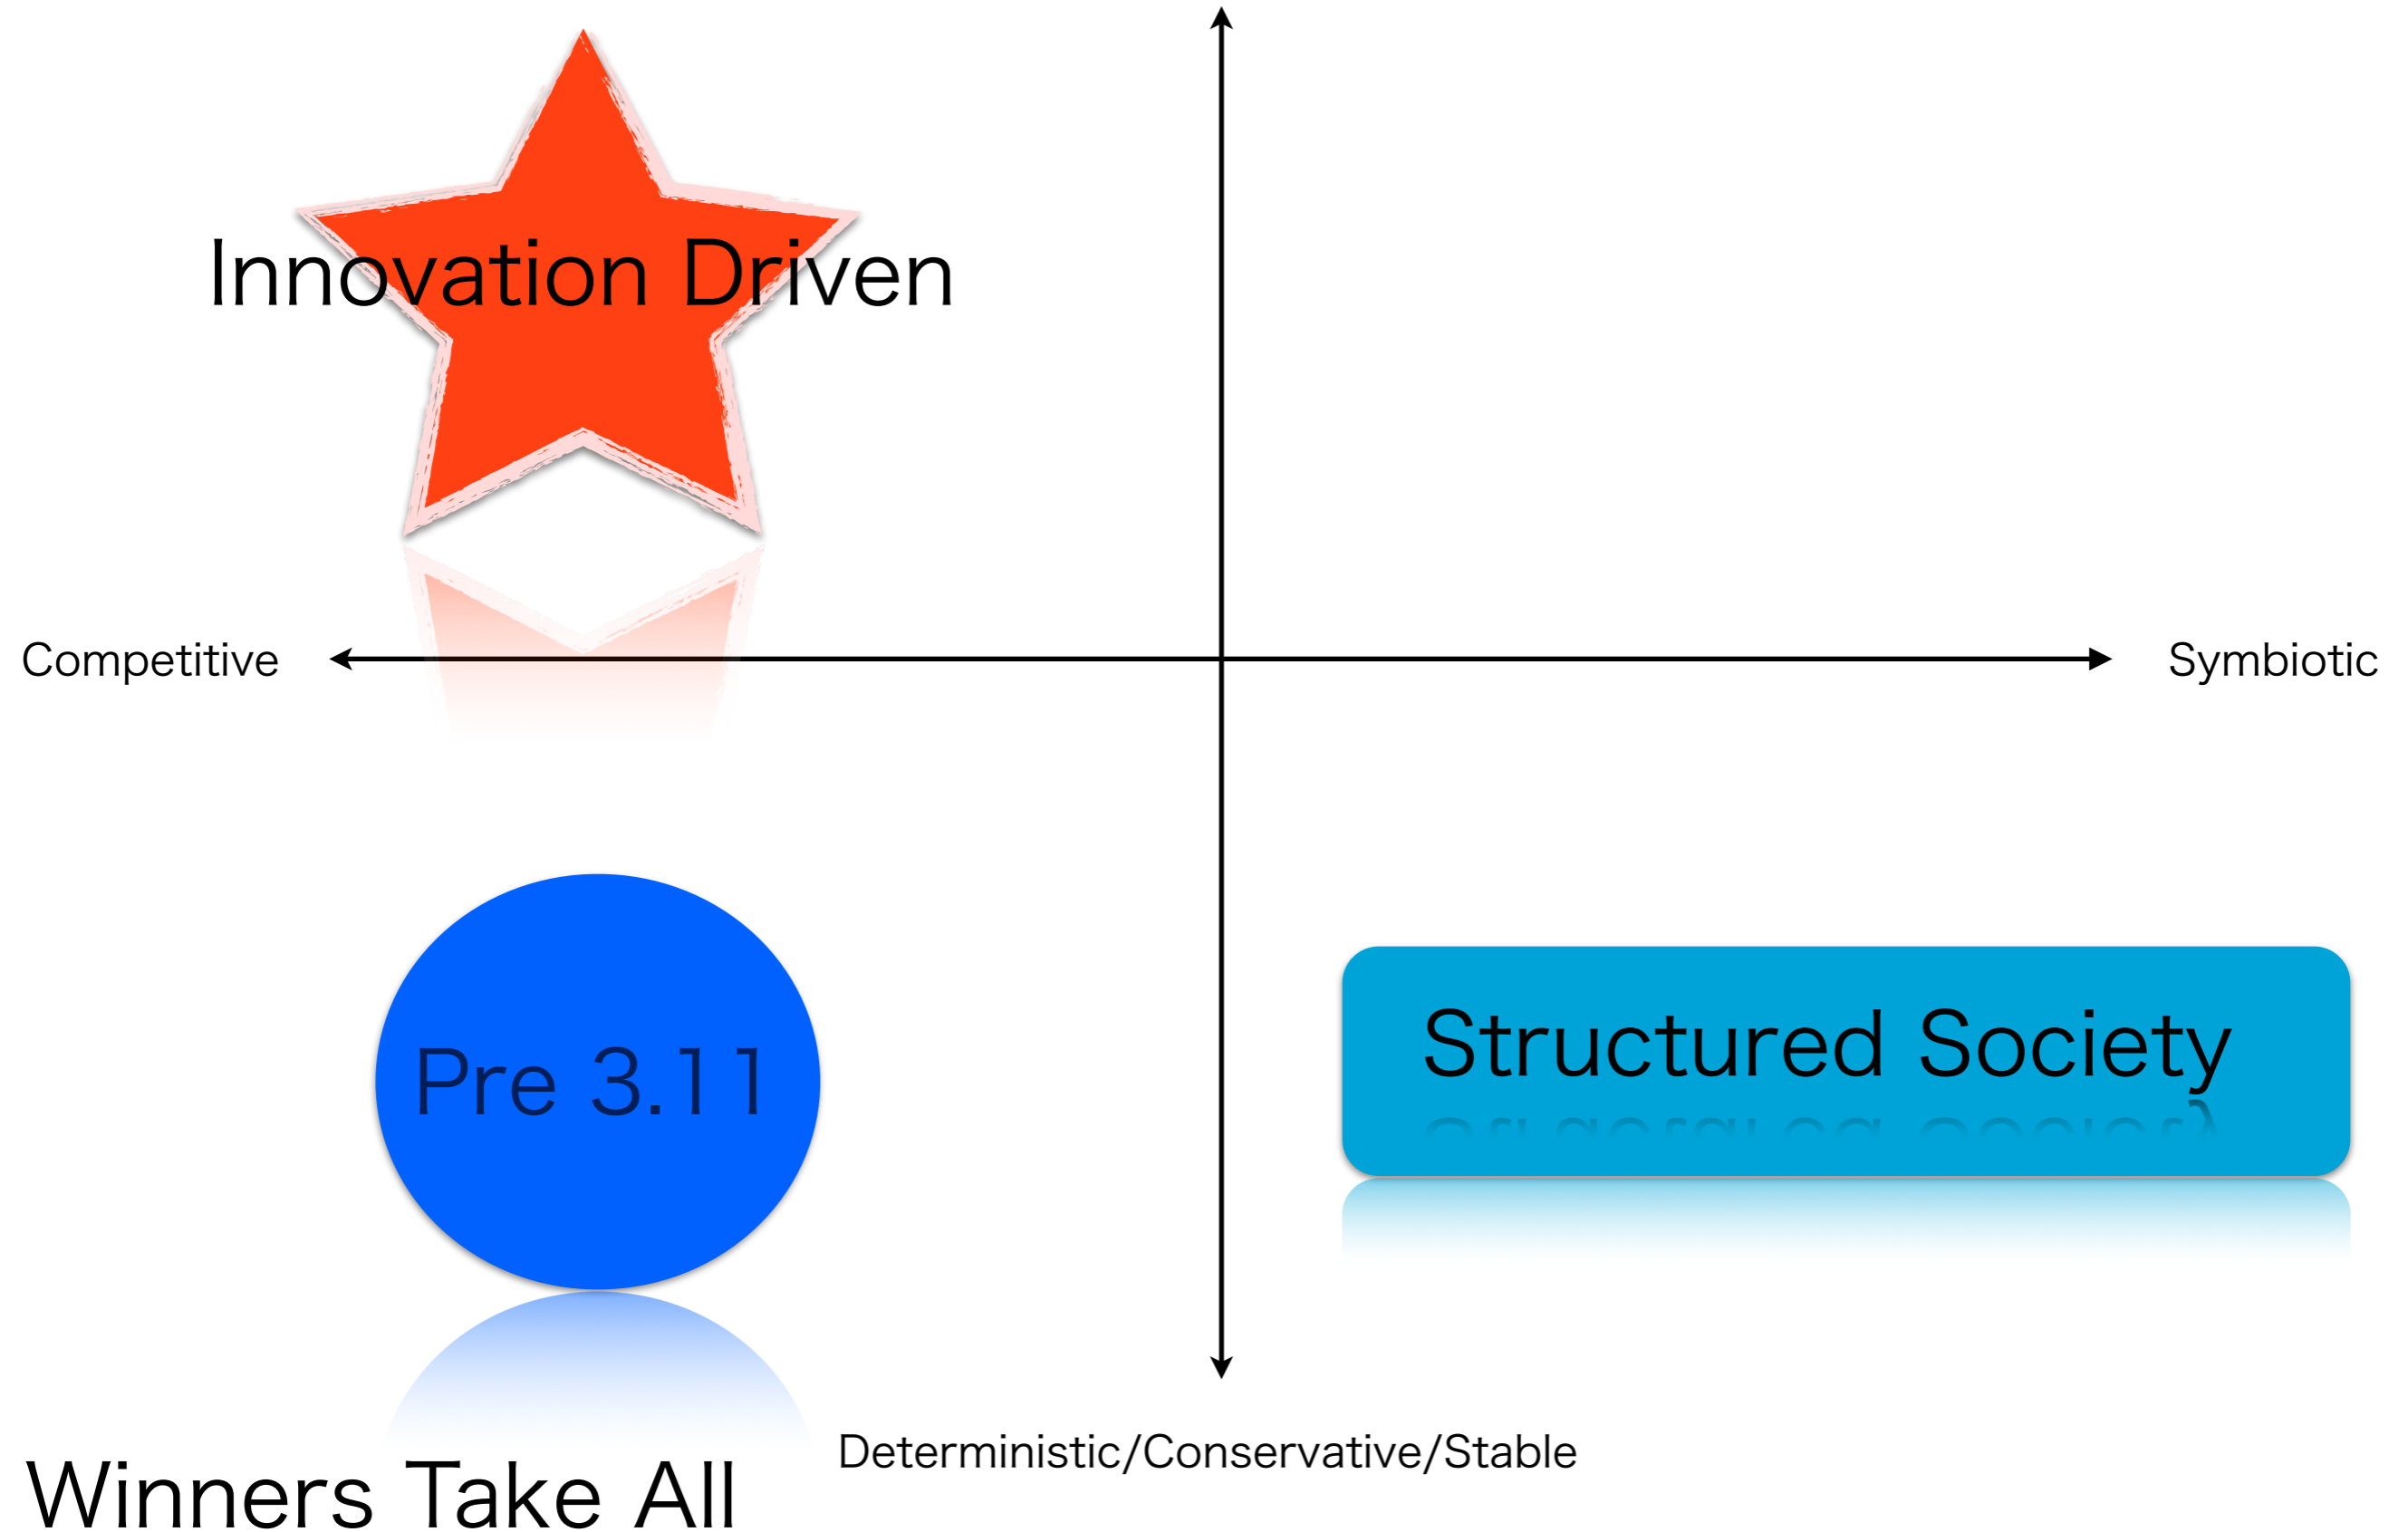 Innovation Driven
Competitive
Symbiotic
Pre 3.11
Structured Society
Deterministic/Conservative/Stable
Winners Take All